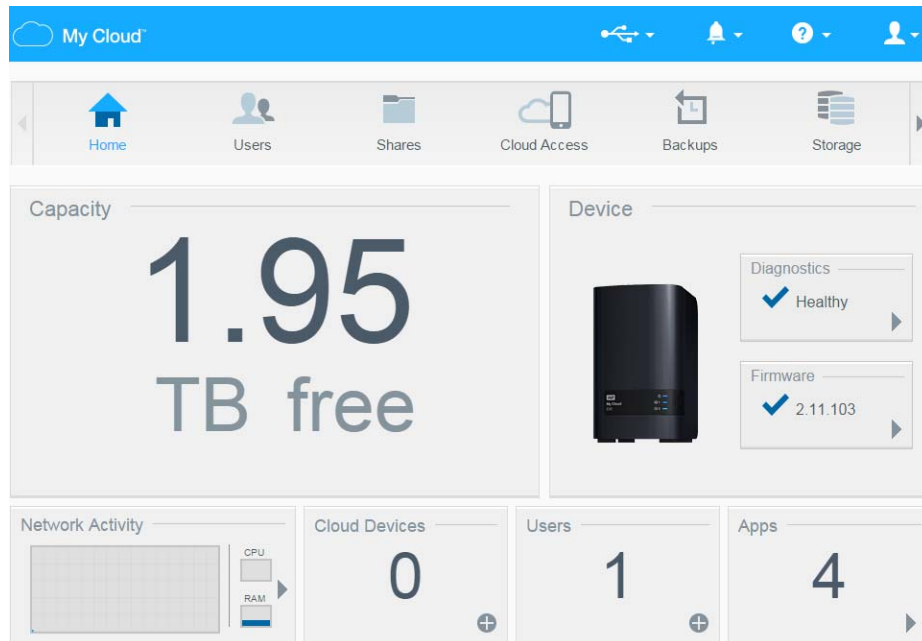 My Cloud™
Home
Users
Shares
Cloud Access
Backups
Storage
Capacity
1.95
TB free
Device
Diagnostics
Healthy
Firmware
2.11.103
Network Activity
CPU
RAM
Cloud Devices
0
Users
1
Apps
4